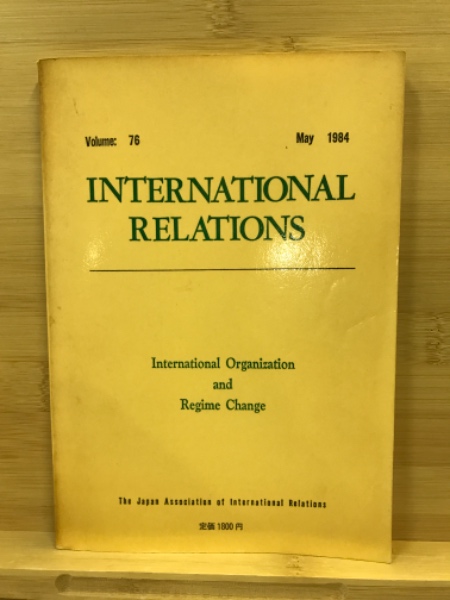 Volume: 76 May 1984
INTERNATIONAL
RELATIONS
International Organization
and
Regime Change
The Japan Association of International Relations
定価1800円